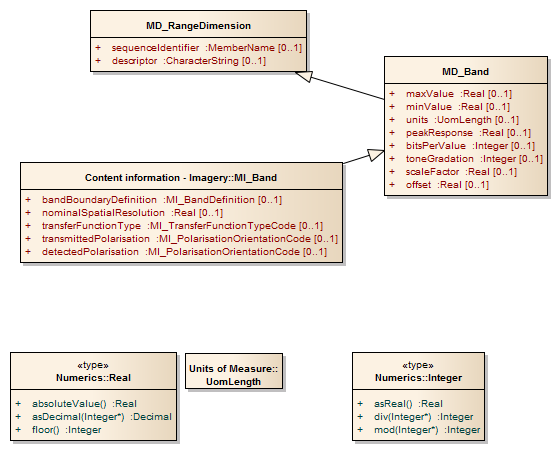 MD_RangeDimension
+ sequenceIdentifier :MemberName [0..1]
+ descriptor :CharacterString [0..1]
MD_Band
+ maxValue :Real [0..1]
+ minValue :Real [0..1]
+ units :UomLength [0..1]
+ peakResponse :Real [0..1]
+ bitsPerValue :Integer [0..1]
+ toneGradation :Integer [0..1]
+ scaleFactor :Real [0..1]
+ offset :Real [0..1]
Content information - Imagery::MI_Band
+ bandBoundaryDefinition :MI_BandDefinition [0..1]
+ nominalSpatialResolution :Real [0..1]
+ transferFunctionType :MI_TransferFunctionTypeCode [0..1]
+ transmittedPolarisation :MI_PolarisationOrientationCode [0..1]
+ detectedPolarisation :MI_PolarisationOrientationCode [0..1]
«type»
Numerics::Real
+ absoluteValue() :Real
+ asDecimal(Integer*) :Decimal
+ floor() :Integer
Units of Measure::
UomLength
«type»
Numerics::Integer
+ asReal() :Real
+ div(Integer*) :Integer
+ mod(Integer*) :Integer